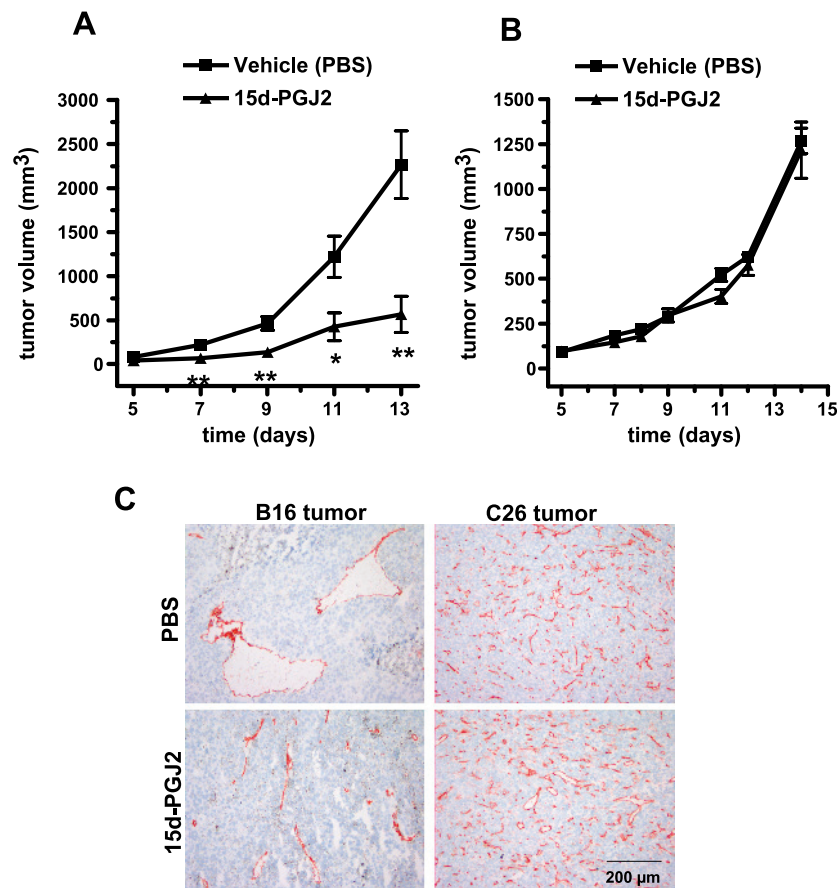 A
Vehicle (PBS)
15d-PGJ2
3000
2500
2000
1500
1000
500
0
tumor volume (mm³)
** ** * **
5 7 9 11 13
time (days)
B
Vehicle (PBS)
15d-PGJ2
1500
1250
1000
750
500
250
0
tumor volume (mm³)
5 7 9 11 13 15
time (days)
C
B16 tumor C26 tumor
PBS
15d-PGJ2
200 µm